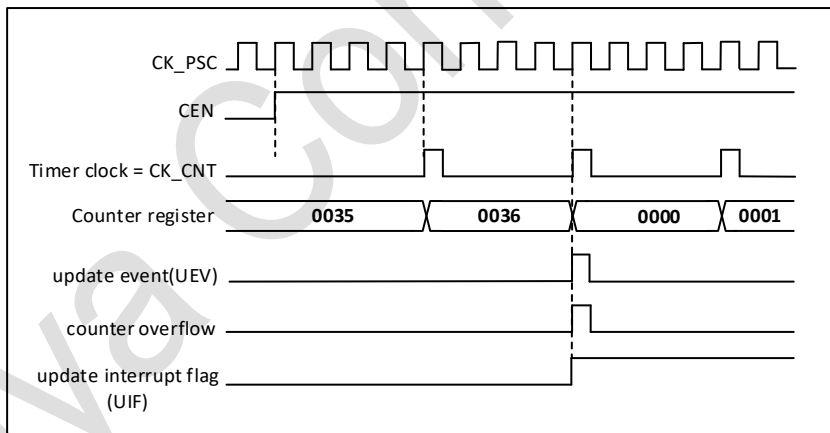 CK_PSC
CEN
Timer clock = CK_CNT
Counter register 0035 0036 0000 0001
update event(UEV)
counter overflow
update interrupt flag
(UIF)